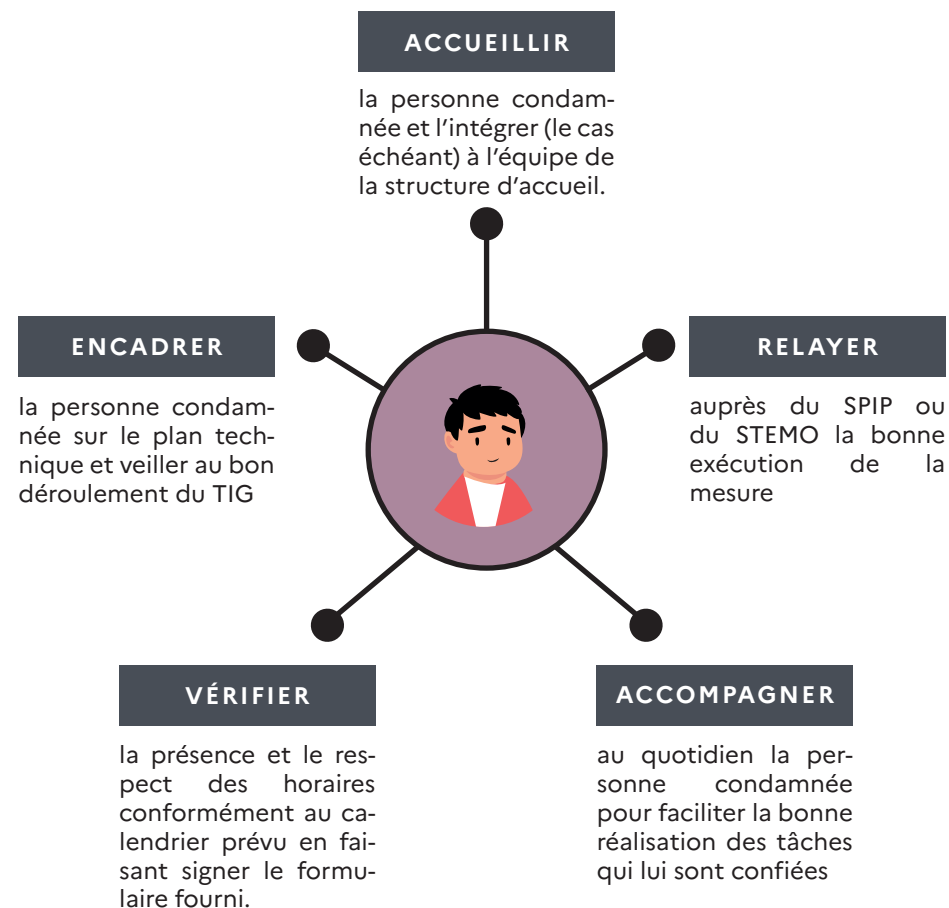 ACCUEILLIR
la personne condam-
née et l'intégrer (le cas
échéant) à l'équipe de
la structure d'accueil.
ENCADRER
la personne condam-
née sur le plan tech-
nique et veiller au bon
déroulement du TIG
RELAYER
auprès du SPIP ou
du STEMO la bonne
exécution de la
mesure
VÉRIFIER
la présence et le res-
pect des horaires
conformément au ca-
lendrier prévu en fai-
sant signer le formu-
laire fourni.
ACCOMPAGNER
au quotidien la per-
sonne condamnée
pour faciliter la bonne
réalisation des tâches
qui lui sont confiées